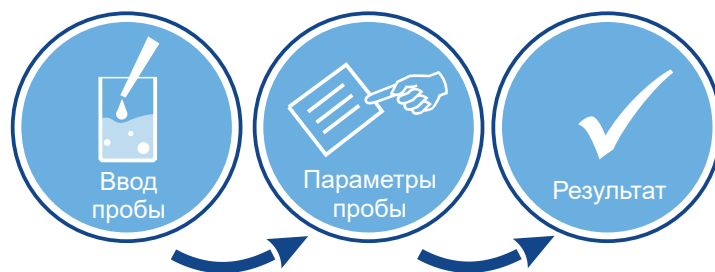 Ввод
пробы
Параметры
пробы
Результат